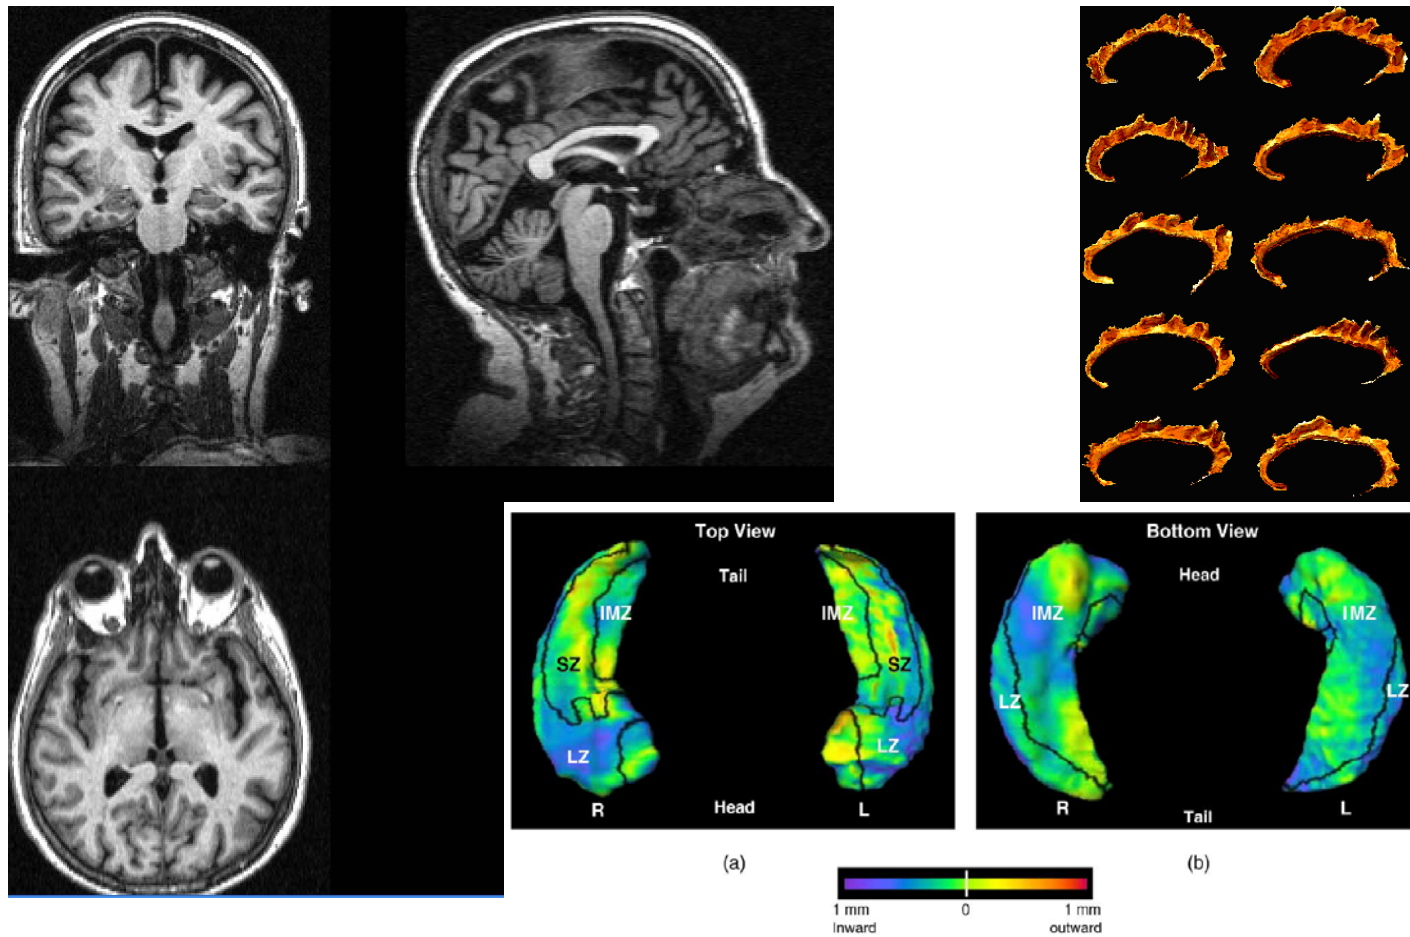 Top View
Tail
IMZ
IMZ
SZ
SZ
LZ
LZ
R
Head
L
(a)
Bottom View
Head
IMZ
IMZ
LZ
LZ
R
Tail
L
(b)
1 mm
0
1 mm
Inward
outward